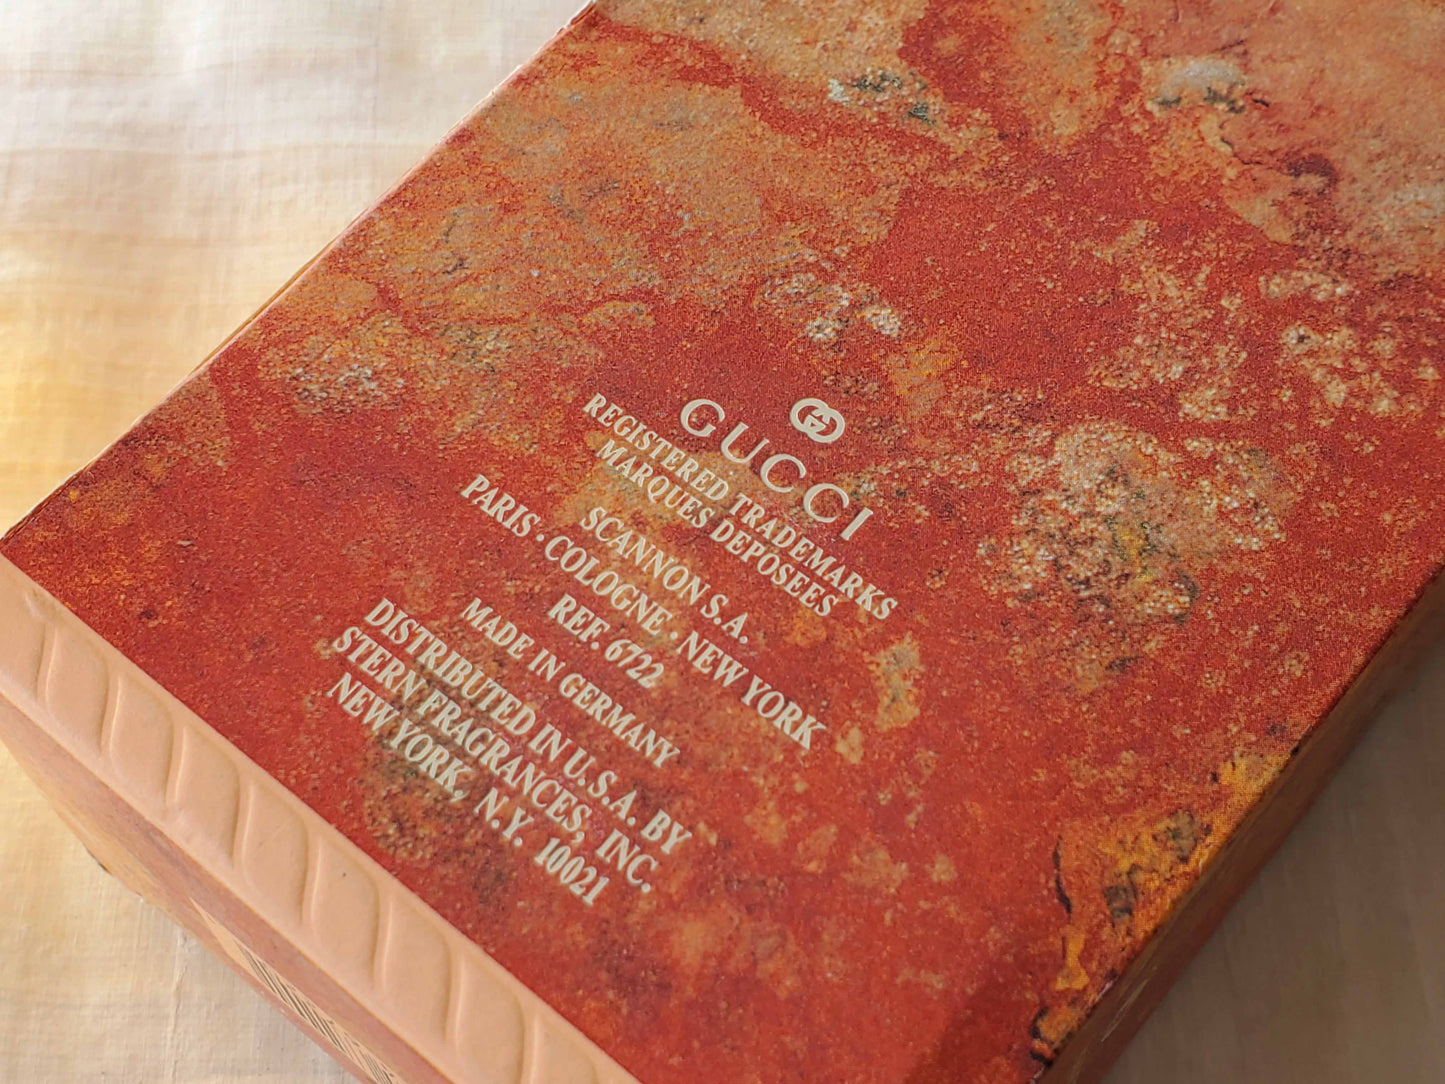 GUCCI
REGISTERED TRADEMARKS
MARQUES DEPOSEES
SCANNON S.A.
PARIS · COLOGNE · NEW YORK
REF. 6722
MADE IN GERMANY
DISTRIBUTED IN U.S.A. BY
STERN FRAGRANCES, INC.
NEW YORK, N.Y. 10021